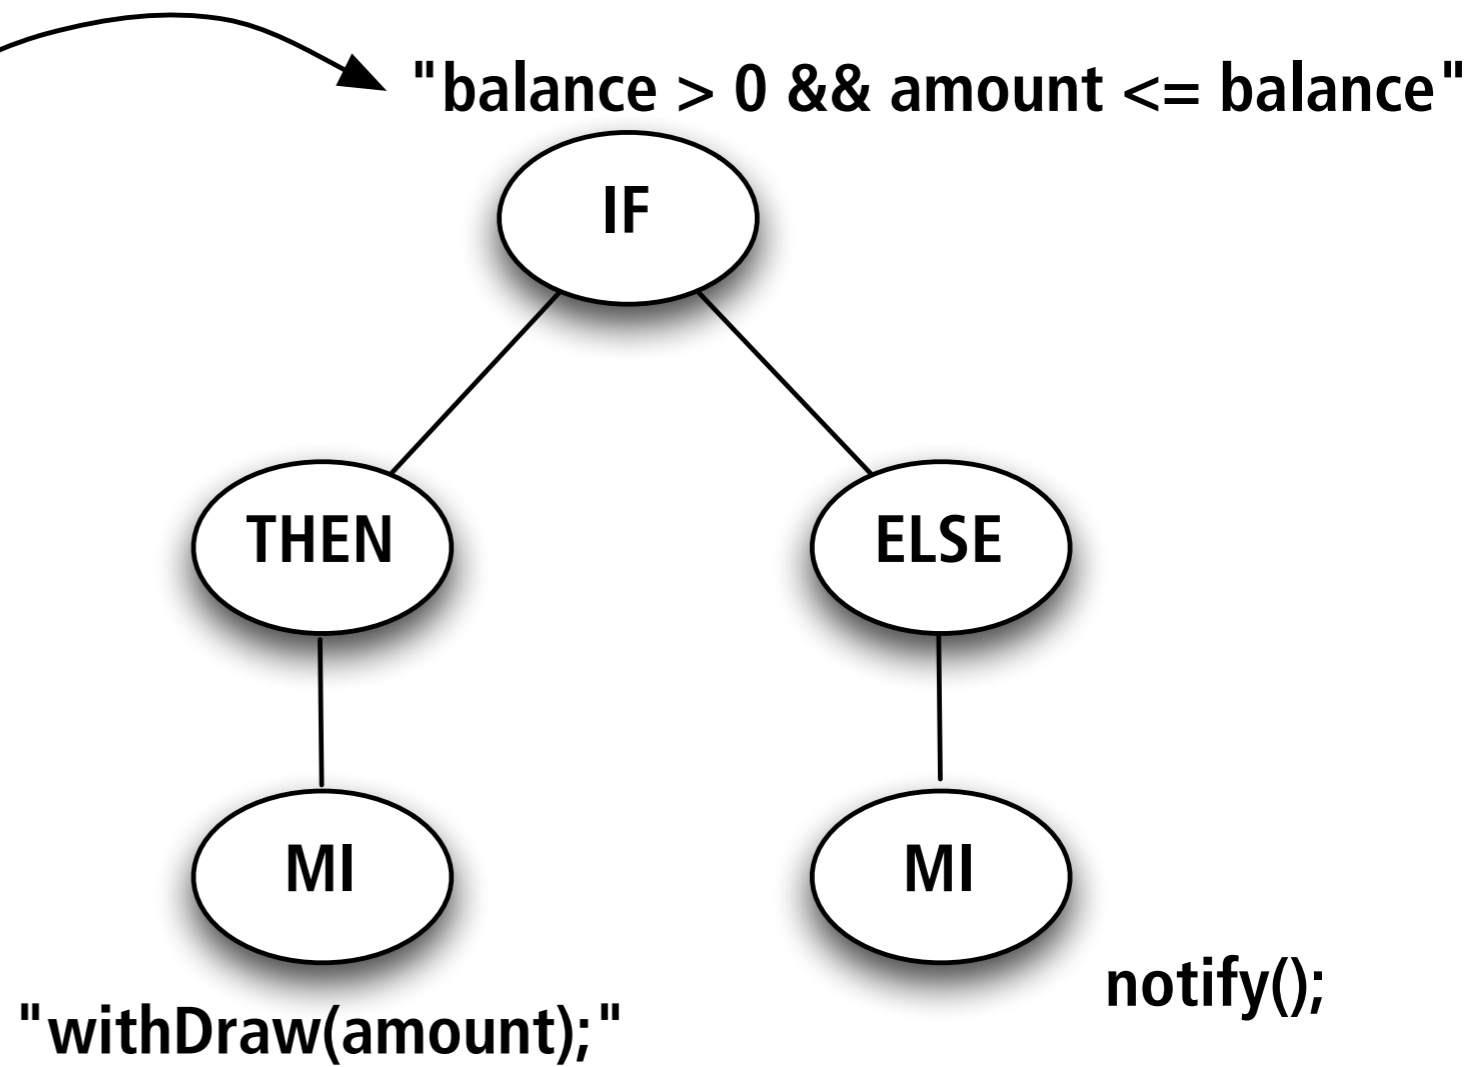 "balance > 0 && amount <= balance"
IF
THEN
ELSE
MI
MI
notify();
"withDraw(amount);"